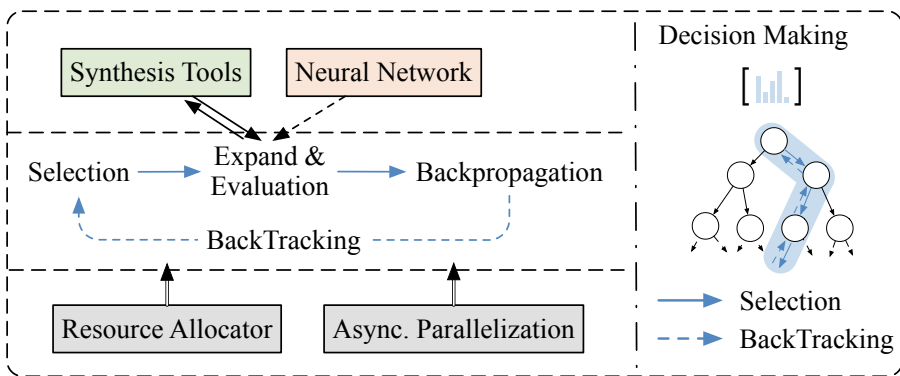 Synthesis Tools
Neural Network
Selection
Expand &
Evaluation
Backpropagation
BackTracking
Resource Allocator
Async. Parallelization
Decision Making
Selection
BackTracking